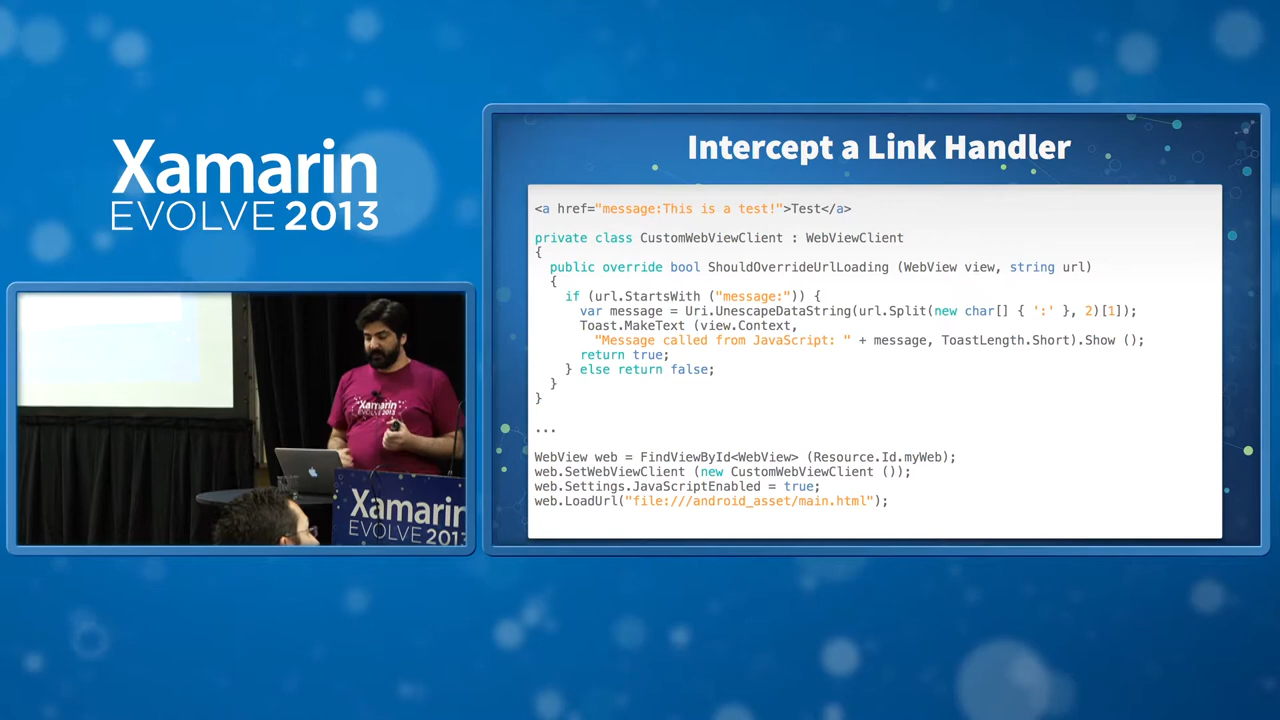 Xamarin
EVOLVE 2013
Intercept a Link Handler
<a href="message:This is a test!">Test</a>
private class CustomWebViewClient : WebViewClient
{
public override bool ShouldOverrideUrlLoading (WebView view, string url)
{
if (url.StartsWith ("message:")) {
var message = Uri.UnescapeDataString(url.Split(new char[] { ':' }, 2)[1]);
Toast.MakeText (view.Context,
"Message called from JavaScript: " + message, ToastLength.Short).Show ();
return true;
} else return false;
}
}
...
WebView web = FindViewById<WebView> (Resource.Id.myWeb);
web.SetWebViewClient (new CustomWebViewClient ());
web.Settings.JavaScriptEnabled = true;
web.LoadUrl("file:///android_asset/main.html");
Xamarin
EVOLVE 2013
Xamarin
EVOLVE 2013